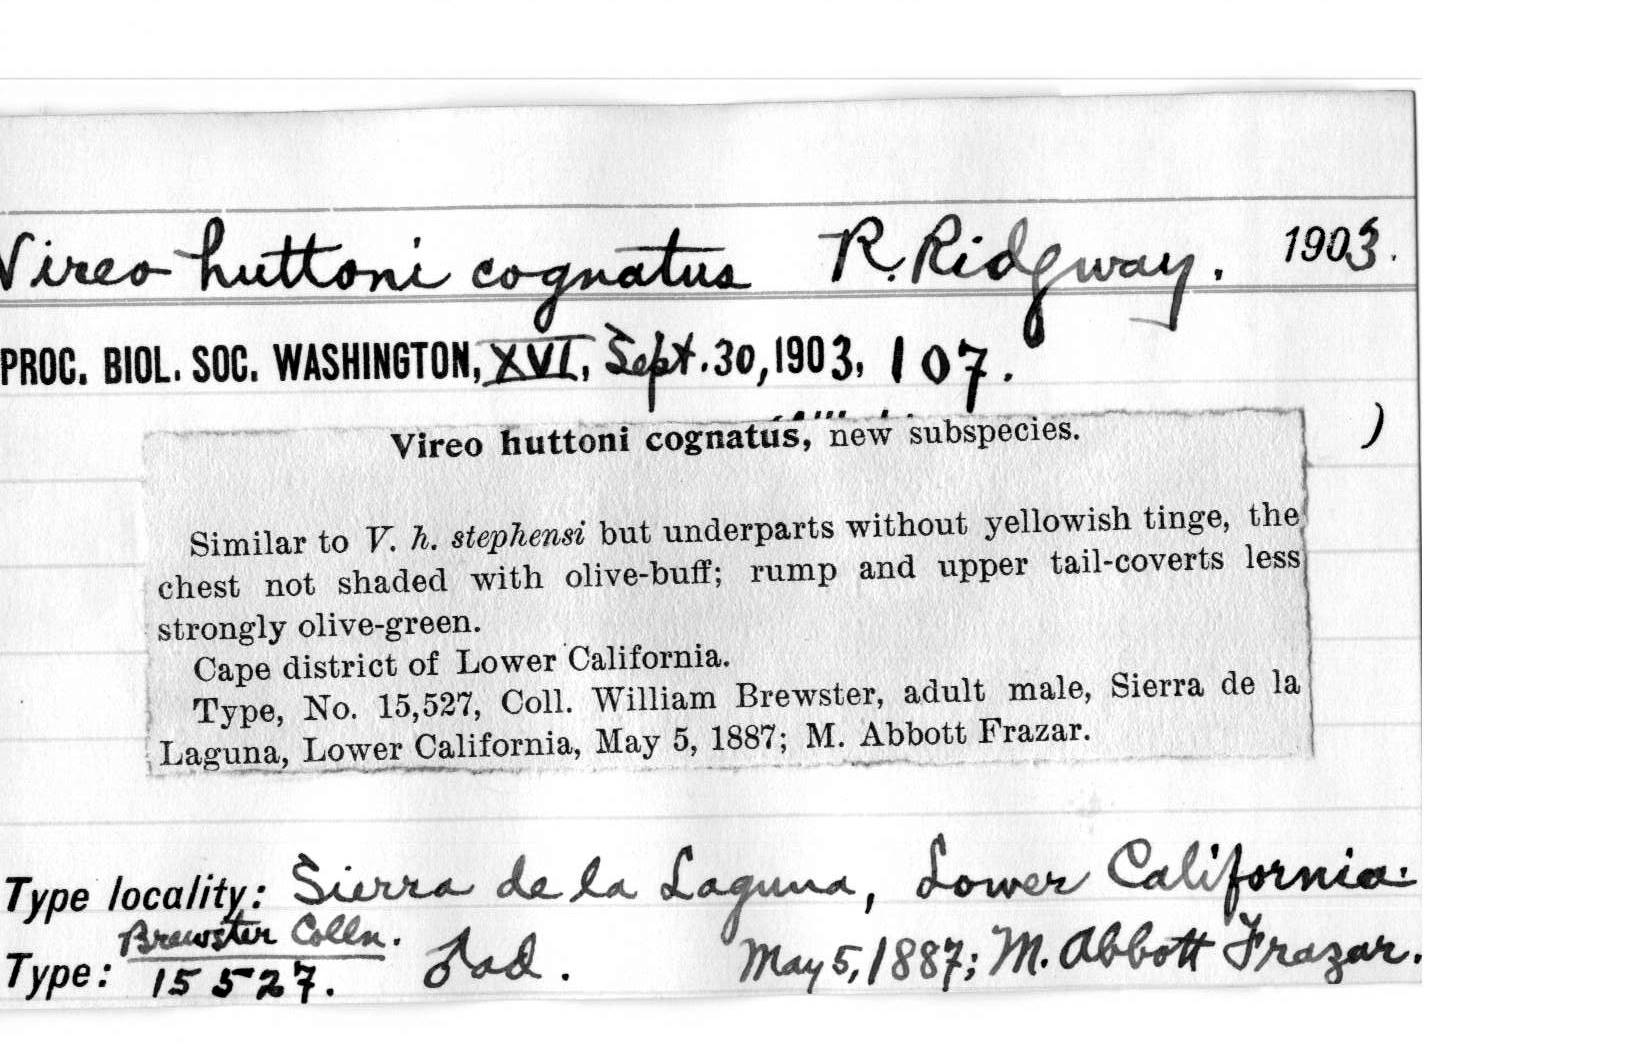 Vireo huttoni cognatus R. Ridgway. 1903.
PROC. BIOL. SOC. WASHINGTON, XVI, Sept. 30, 1903, 107.
)
Vireo huttoni cognatus, new subspecies.
Similar to V. h. stephensi but underparts without yellowish tinge, the
chest not shaded with olive-buff; rump and upper tail-coverts less
strongly olive-green.
Cape district of Lower California.
Type, No. 15,527, Coll. William Brewster, adult male, Sierra de la
Laguna, Lower California, May 5, 1887; M. Abbott Frazar.
Type locality: Sierra de la Laguna, Lower California.
Brewster Colln.
Type: 15527. ♂ ad. May 5, 1887; M. Abbott Frazar.